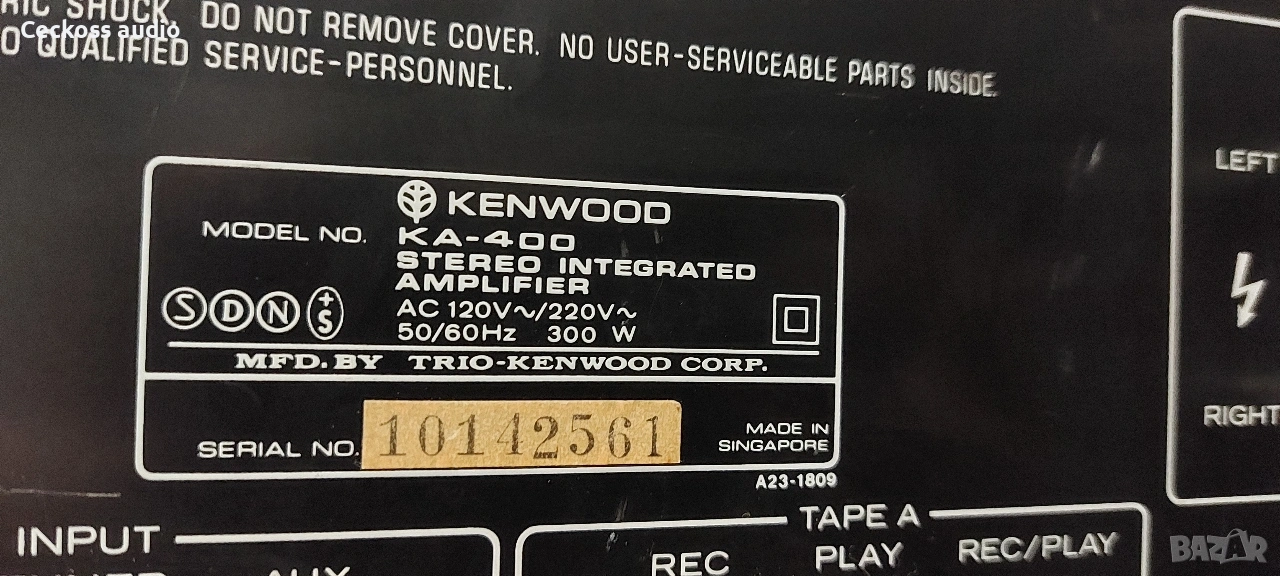 RIC SHOCK. DO NOT REMOVE COVER. NO USER-SERVICEABLE PARTS INSIDE.
O QUALIFIED SERVICE-PERSONNEL.
Ceckoss audio
KENWOOD
MODEL NO. KA-400
STEREO INTEGRATED
AMPLIFIER
S D N +S
AC 120V~/220V~
50/60Hz 300 W
MFD. BY TRIO-KENWOOD CORP.
SERIAL NO. 10142561
MADE IN
SINGAPORE
A23-1809
LEFT
RIGHT
INPUT
AUX
TAPE A
REC PLAY REC/PLAY
BAZAR